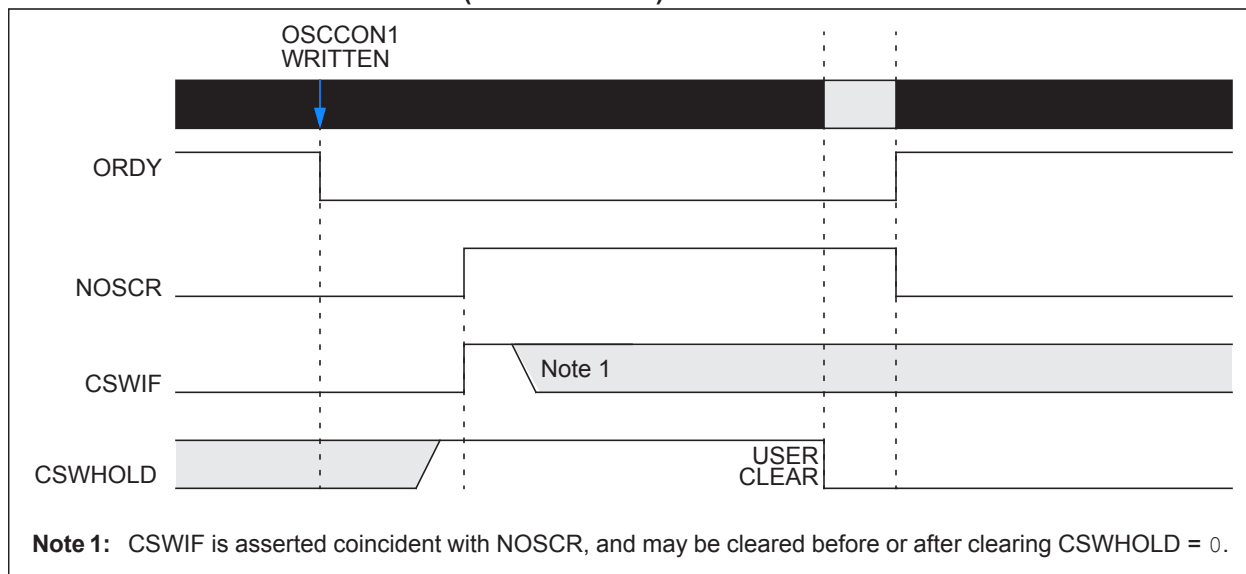 OSCCON1
WRITTEN
ORDY
NOSCR
CSWIF
Note 1
CSWHOLD
USER
CLEAR
Note 1: CSWIF is asserted coincident with NOSCR, and may be cleared before or after clearing CSWHOLD = 0.